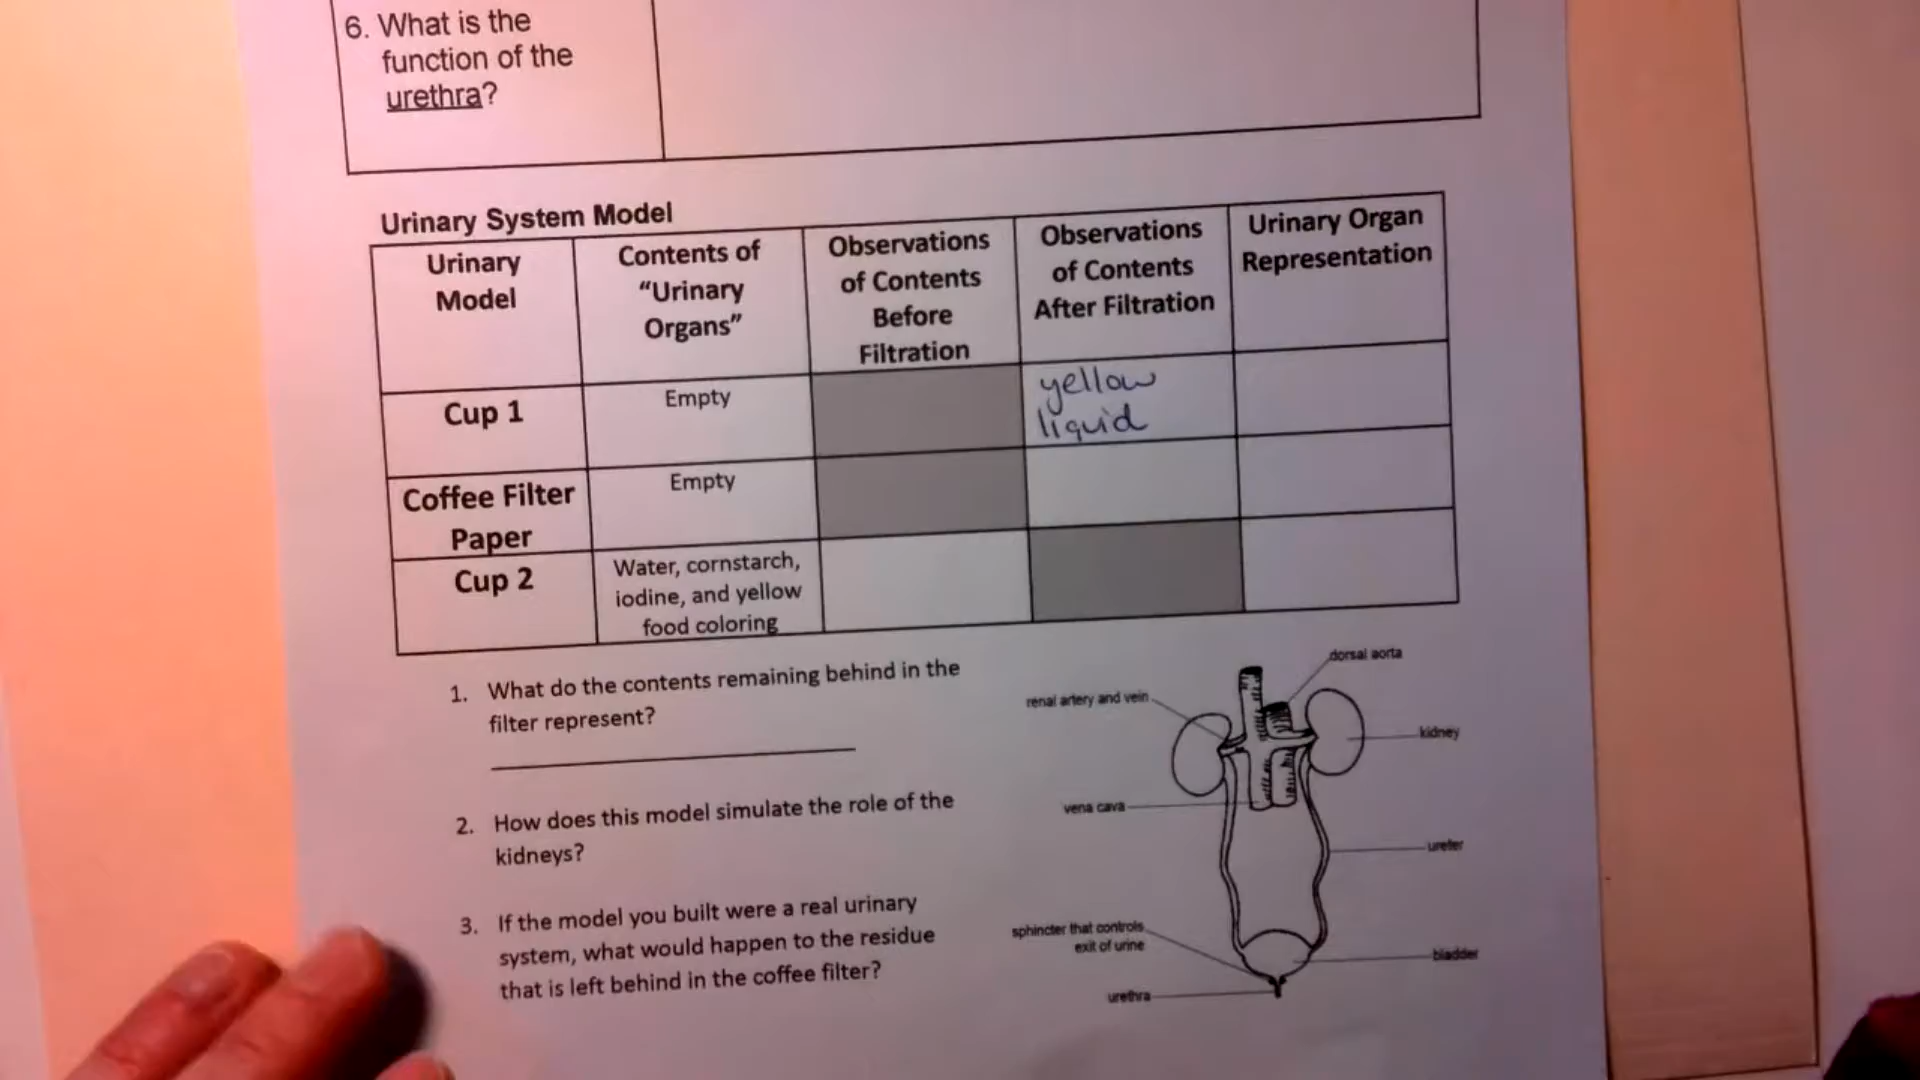 6. What is the
function of the
urethra?
Urinary System Model
Urinary
Model
Contents of
“Urinary
Organs”
Observations
of Contents
Before
Filtration
Observations
of Contents
After Filtration
Urinary Organ
Representation
Cup 1
Empty
yellow
liquid
Coffee Filter
Paper
Empty
Cup 2
Water, cornstarch,
iodine, and yellow
food coloring
1. What do the contents remaining behind in the
filter represent?
2. How does this model simulate the role of the
kidneys?
3. If the model you built were a real urinary
system, what would happen to the residue
that is left behind in the coffee filter?
dorsal aorta
renal artery and vein
kidney
vena cava
ureter
sphincter that controls
exit of urine
bladder
urethra